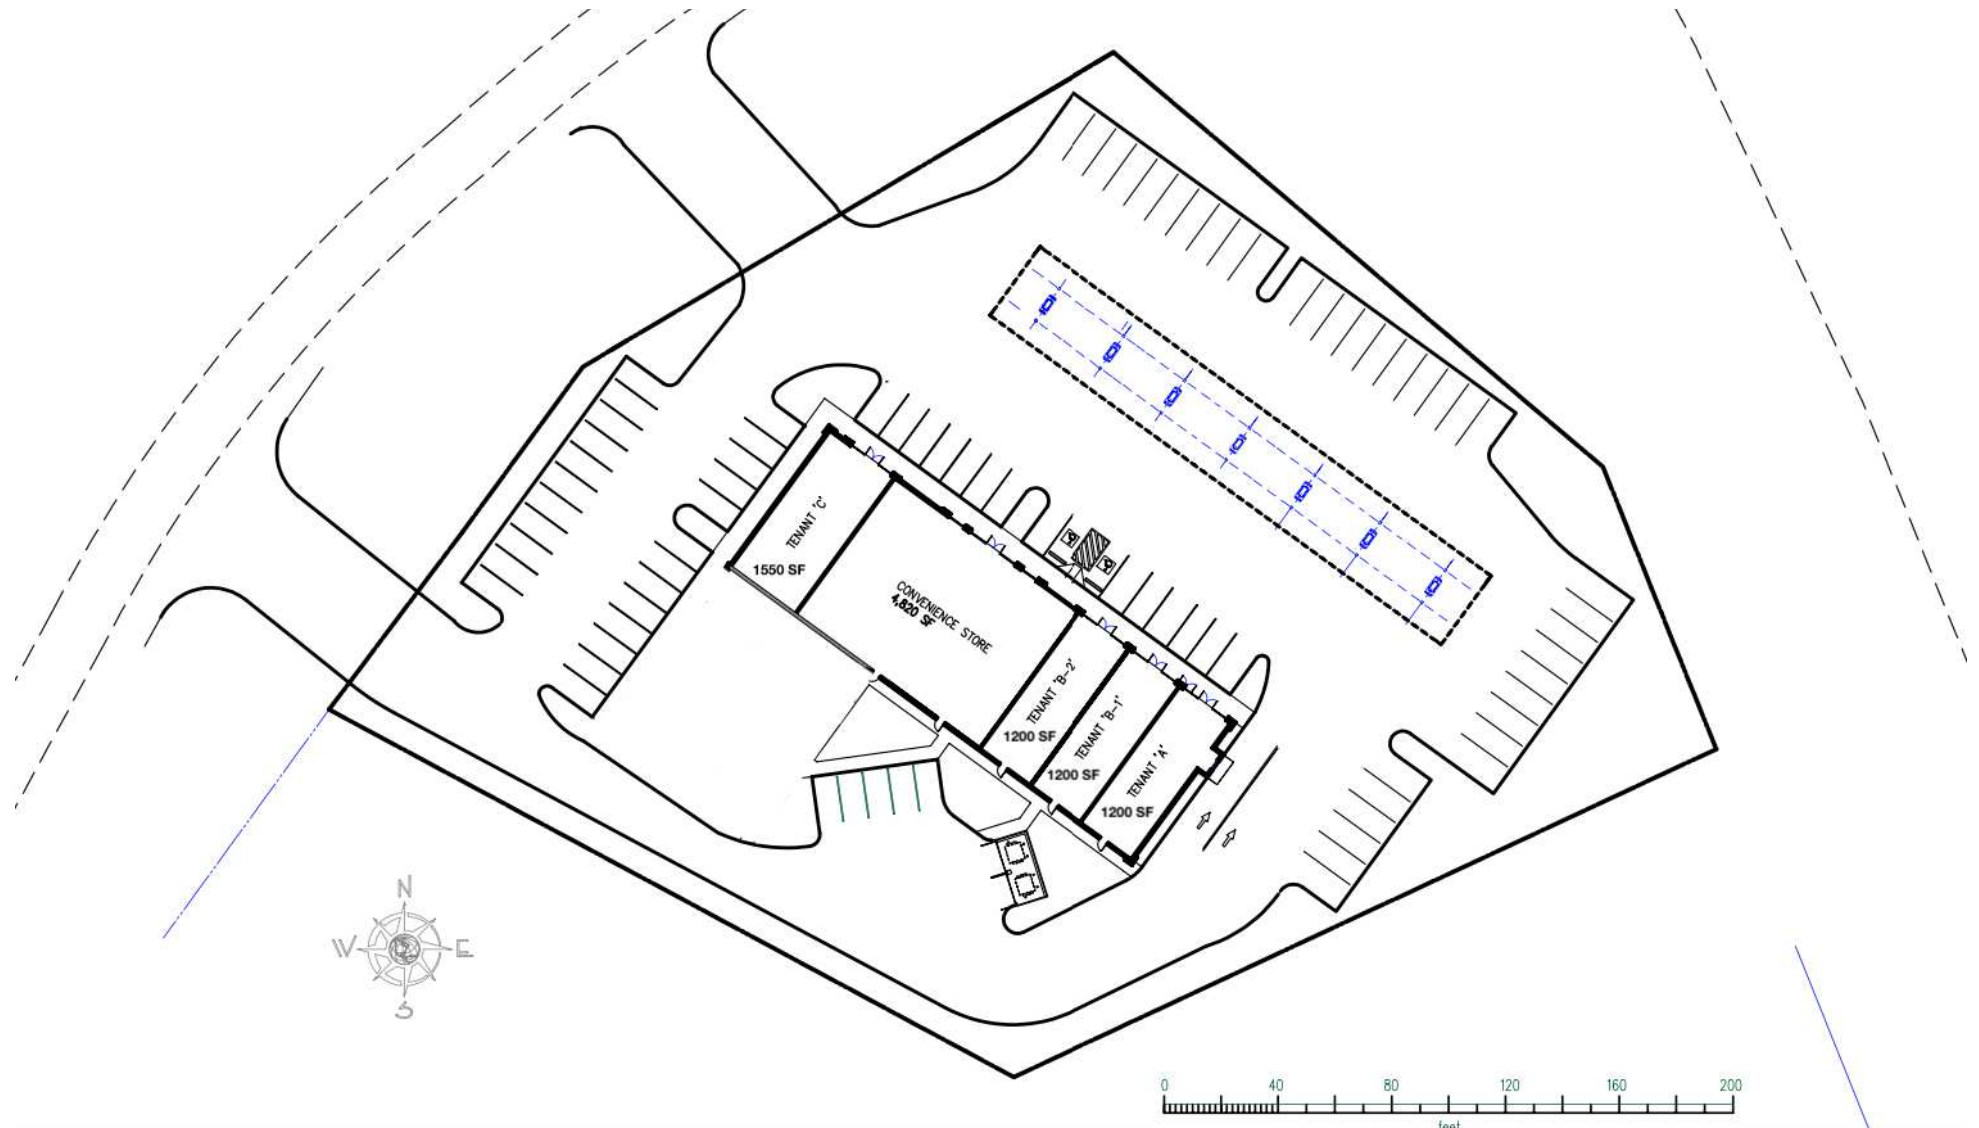 TENANT 'C'
1550 SF
CONVENIENCE STORE
4,820 SF
TENANT 'B-2'
1200 SF
TENANT 'B-1'
1200 SF
TENANT 'A'
1200 SF
N
W E
S
0 40 80 120 160 200
feet